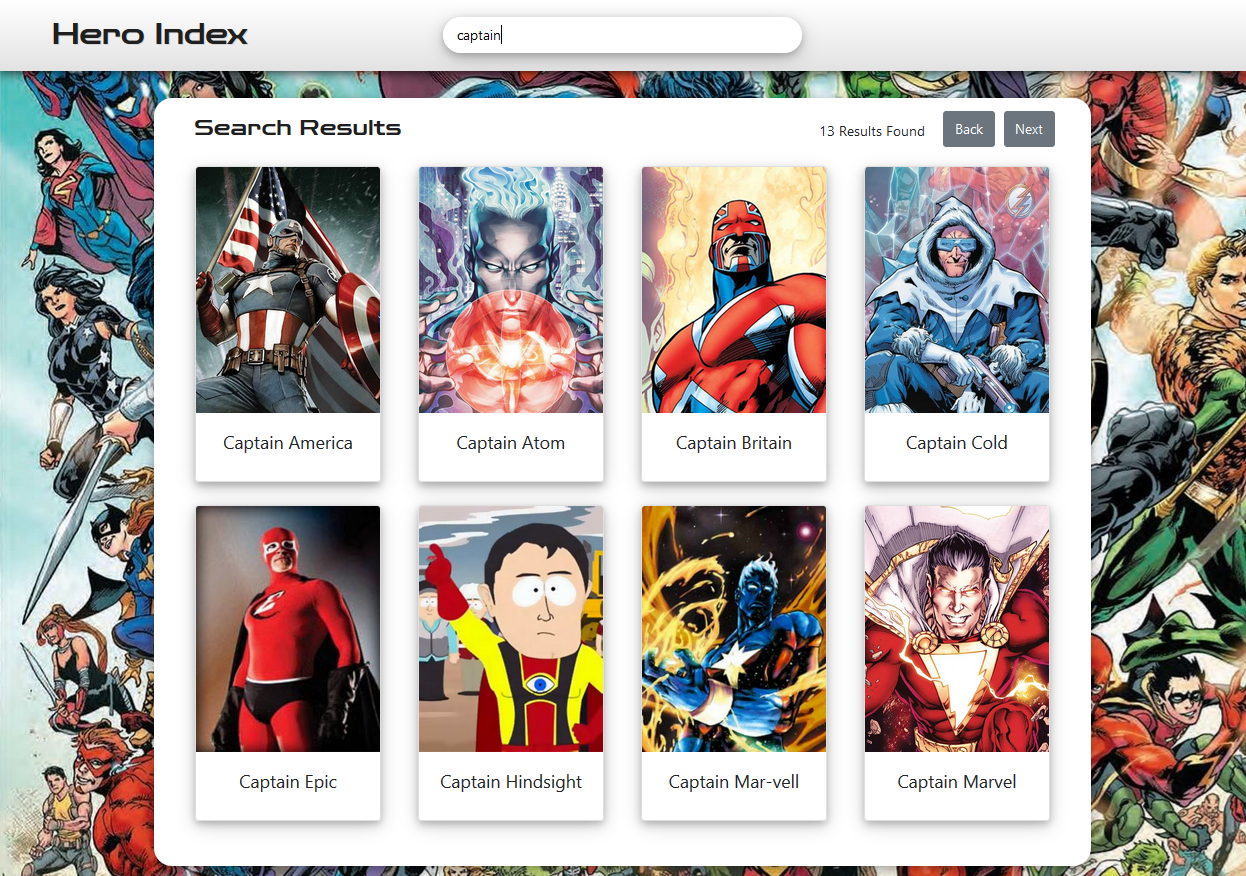 Hero Index
captain
Search Results
13 Results Found
Back
Next
Captain America
Captain Atom
Captain Britain
Captain Cold
Captain Epic
Captain Hindsight
Captain Mar-vell
Captain Marvel